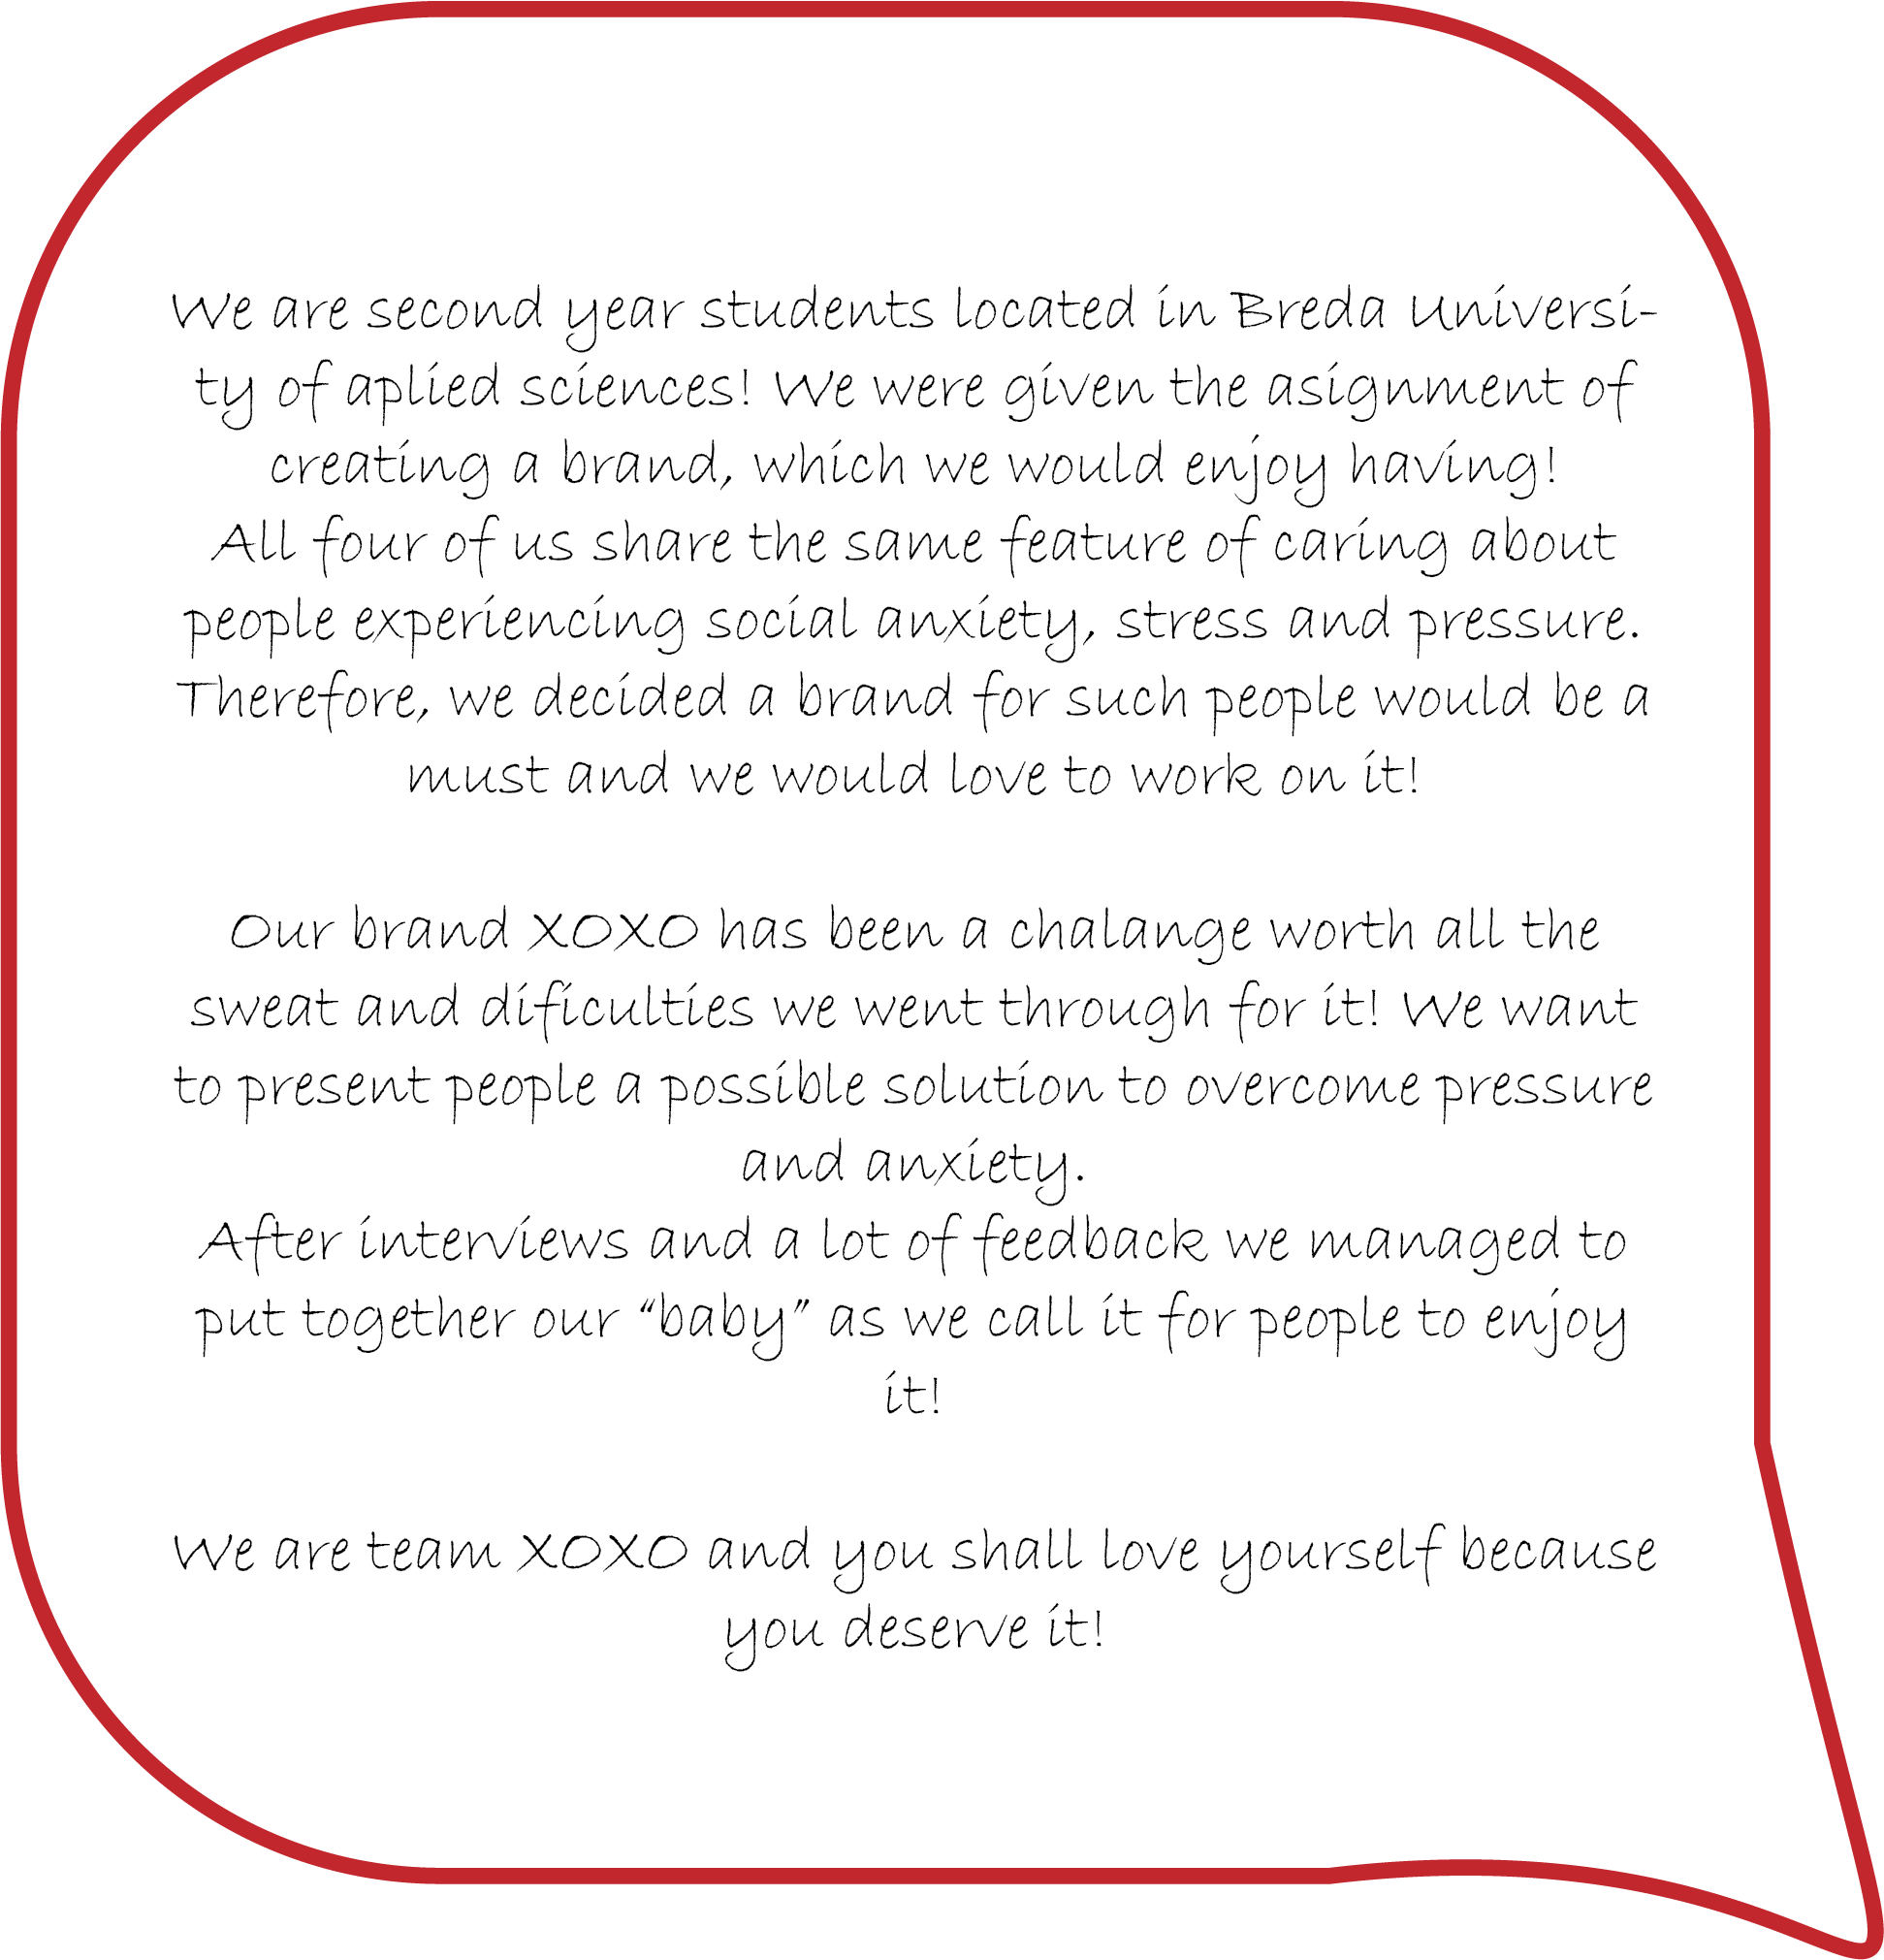 We are second year students located in Breda Universi-
ty of aplied sciences! We were given the asignment of
creating a brand, which we would enjoy having!
All four of us share the same feature of caring about
people experiencing social anxiety, stress and pressure.
Therefore, we decided a brand for such people would be a
must and we would love to work on it!
Our brand XOXO has been a chalange worth all the
sweat and dificulties we went through for it! We want
to present people a possible solution to overcome pressure
and anxiety.
After interviews and a lot of feedback we managed to
put together our “baby” as we call it for people to enjoy
it!
We are team XOXO and you shall love yourself because
you deserve it!